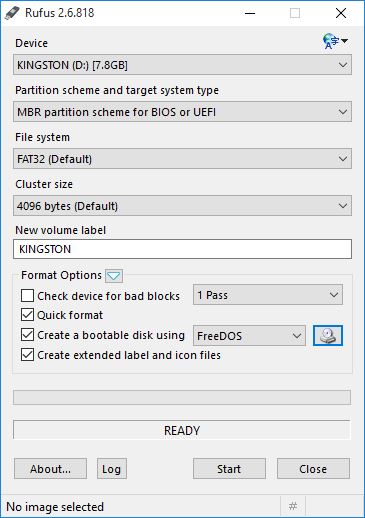 Rufus 2.6.818
Device
KINGSTON (D:) [7.8GB]
Partition scheme and target system type
MBR partition scheme for BIOS or UEFI
File system
FAT32 (Default)
Cluster size
4096 bytes (Default)
New volume label
KINGSTON
Format Options
Check device for bad blocks 1 Pass
Quick format
Create a bootable disk using FreeDOS
Create extended label and icon files
READY
About... Log Start Close
No image selected #